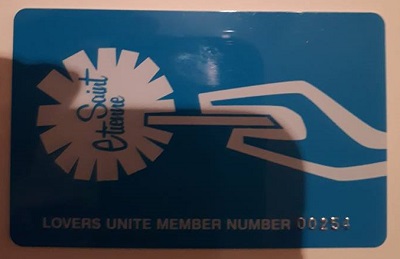 Saint
Etienne
LOVERS UNITE MEMBER NUMBER 00254